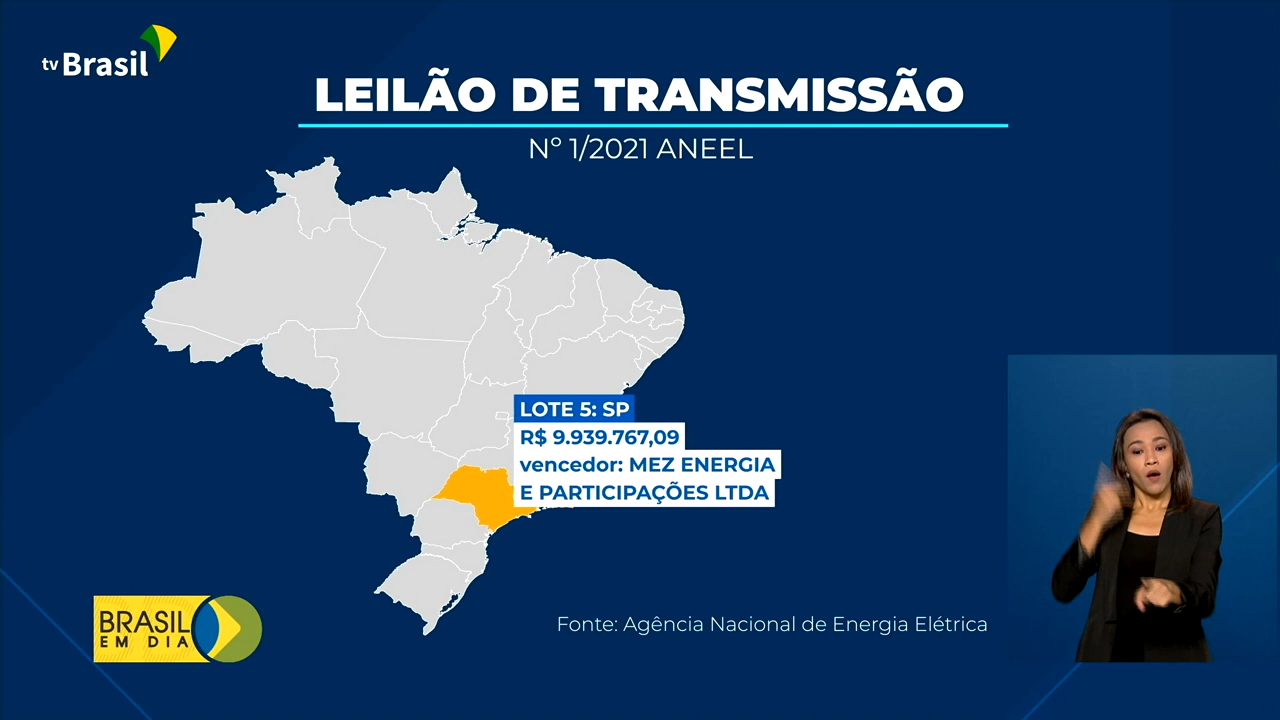 tv Brasil
LEILÃO DE TRANSMISSÃO
Nº 1/2021 ANEEL
LOTE 5: SP
R$ 9.939.767,09
vencedor: MEZ ENERGIA
E PARTICIPAÇÕES LTDA
BRASIL
EM DIA
Fonte: Agência Nacional de Energia Elétrica